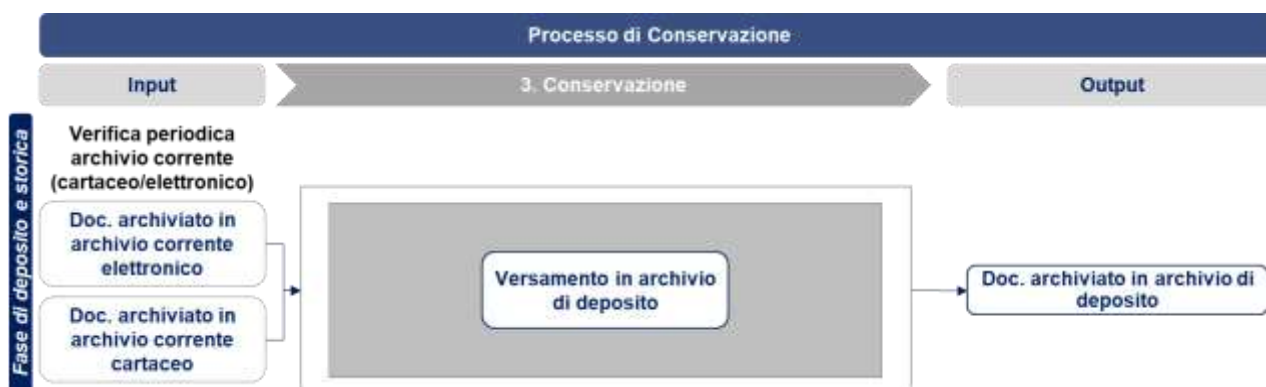 Processo di Conservazione
Input
3. Conservazione
Output
Fase di deposito e storica
Verifica periodica
archivio corrente
(cartaceo/elettronico)
Doc. archiviato in
archivio corrente
elettronico
Doc. archiviato in
archivio corrente
cartaceo
Versamento in archivio
di deposito
Doc. archiviato in archivio di
deposito